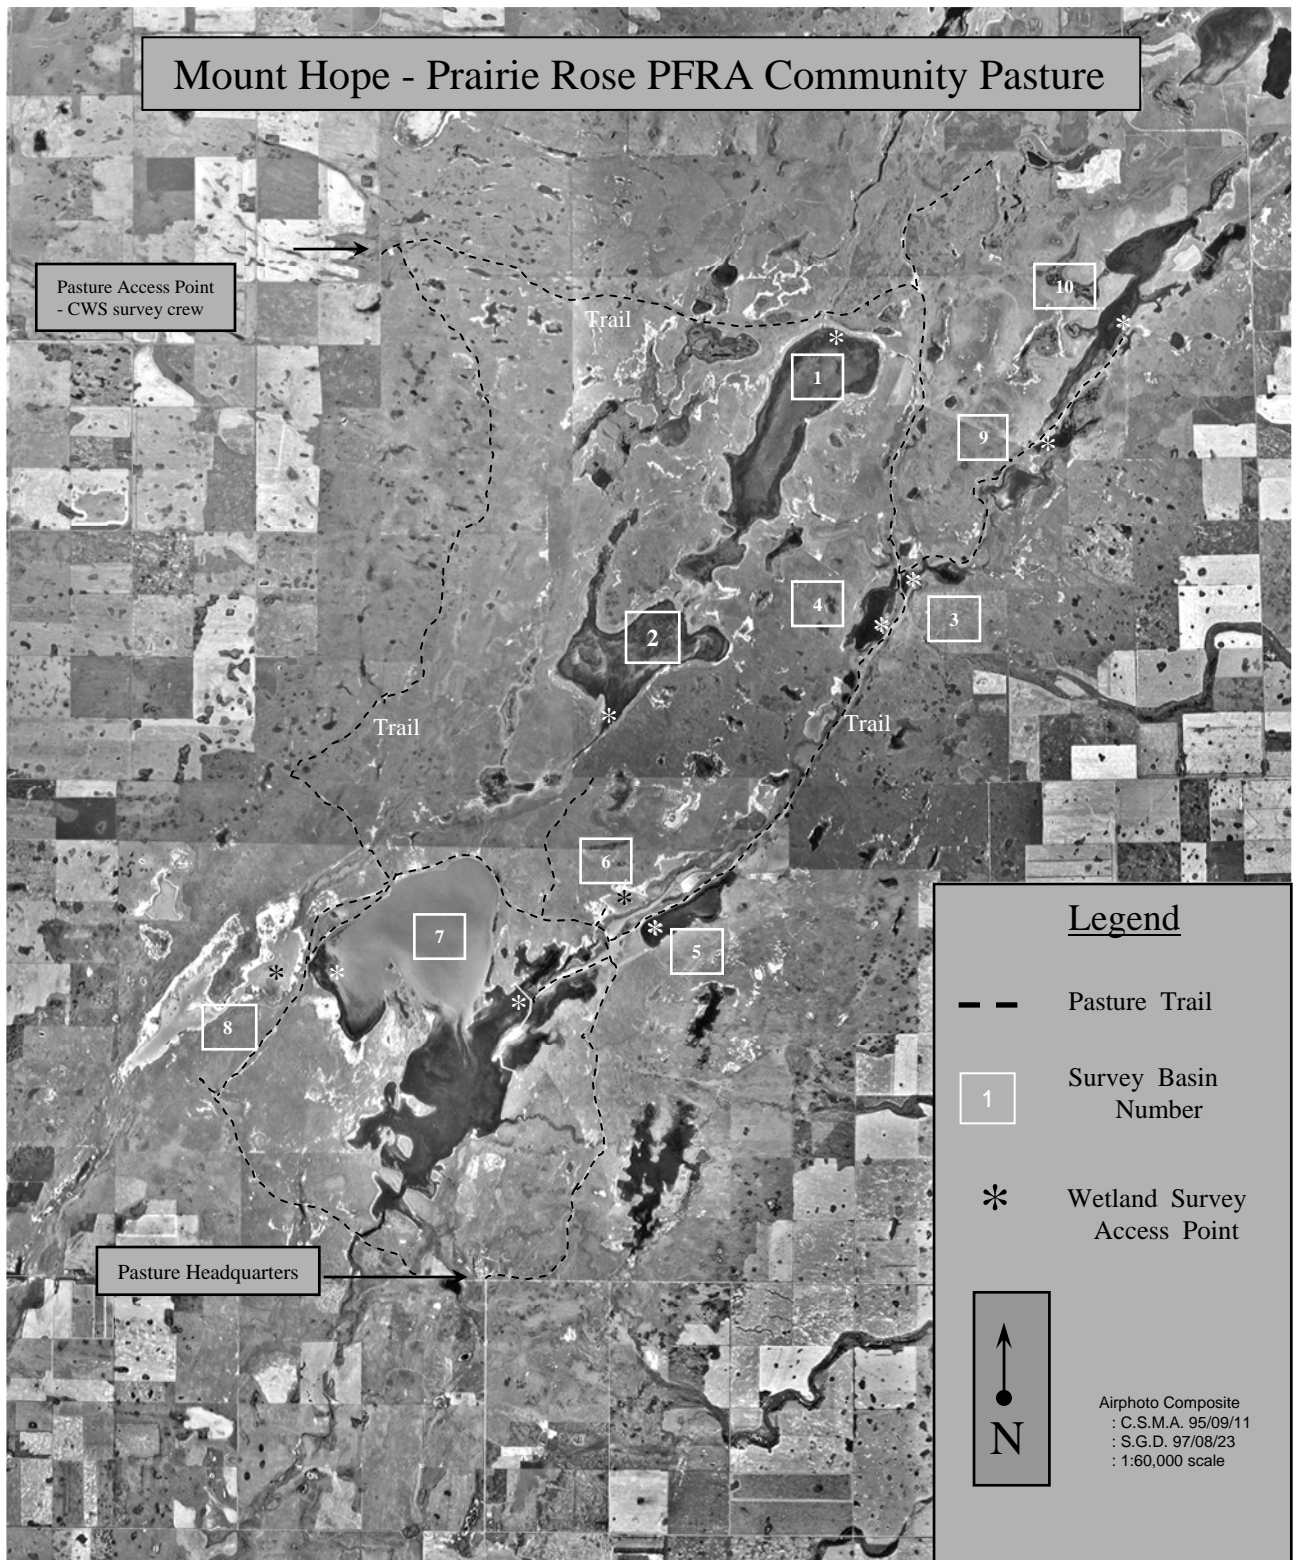 Mount Hope - Prairie Rose PFRA Community Pasture
Pasture Access Point
- CWS survey crew
Trail
10
1
9
4
3
2
Trail
Trail
6
7
5
8
Pasture Headquarters
Legend
Pasture Trail
1
Survey Basin
Number
*
Wetland Survey
Access Point
N
Airphoto Composite
: C.S.M.A. 95/09/11
: S.G.D. 97/08/23
: 1:60,000 scale